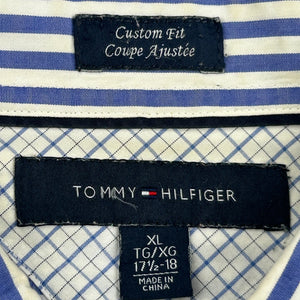 Custom Fit
Coupe Ajustée
TOMMY HILFIGER
XL
TG/XG
17½-18
MADE IN
CHINA